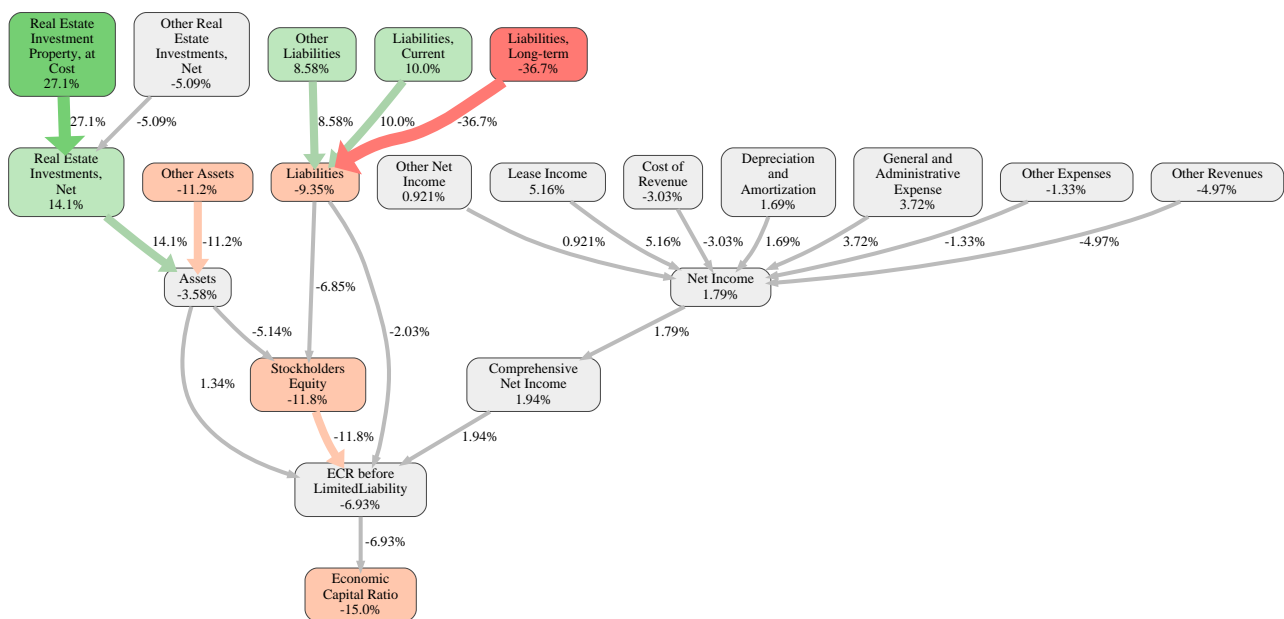 Real Estate
Investment
Property, at
Cost
27.1%
Other Real
Estate
Investments,
Net
-5.09%
Other
Liabilities
8.58%
Liabilities,
Current
10.0%
Liabilities,
Long-term
-36.7%
27.1%
-5.09%
8.58%
10.0%
-36.7%
Real Estate
Investments,
Net
14.1%
Other Assets
-11.2%
Liabilities
-9.35%
Other Net
Income
0.921%
Lease Income
5.16%
Cost of
Revenue
-3.03%
Depreciation
and
Amortization
1.69%
General and
Administrative
Expense
3.72%
Other Expenses
-1.33%
Other Revenues
-4.97%
14.1%
-11.2%
0.921%
5.16%
-3.03%
1.69%
3.72%
-1.33%
-4.97%
Assets
-3.58%
-6.85%
Net Income
1.79%
-5.14%
-2.03%
1.79%
1.34%
Stockholders
Equity
-11.8%
Comprehensive
Net Income
1.94%
-11.8%
1.94%
ECR before
LimitedLiability
-6.93%
-6.93%
Economic
Capital Ratio
-15.0%